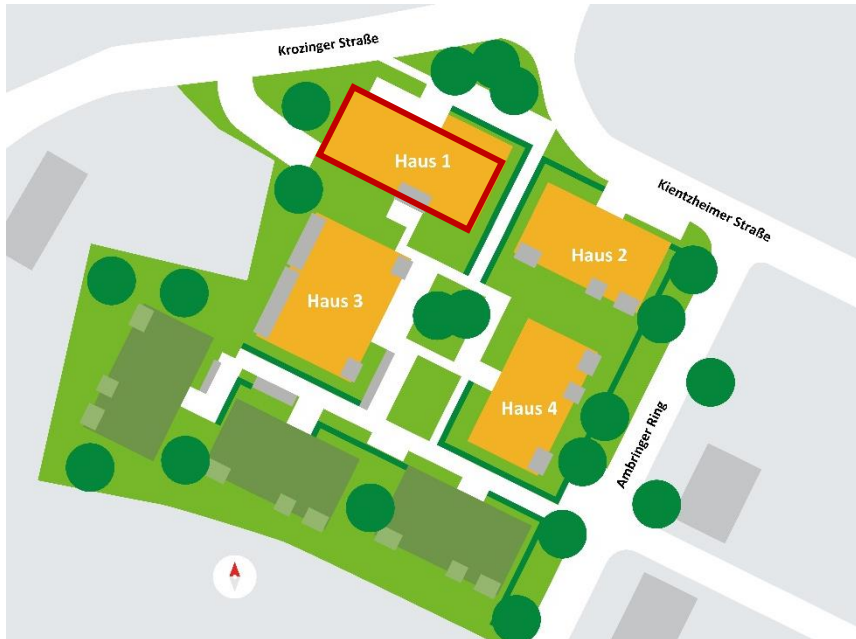 Krozinger Straße
Haus 1
Kientzheimer Straße
Haus 2
Haus 3
Haus 4
Ambringer Ring